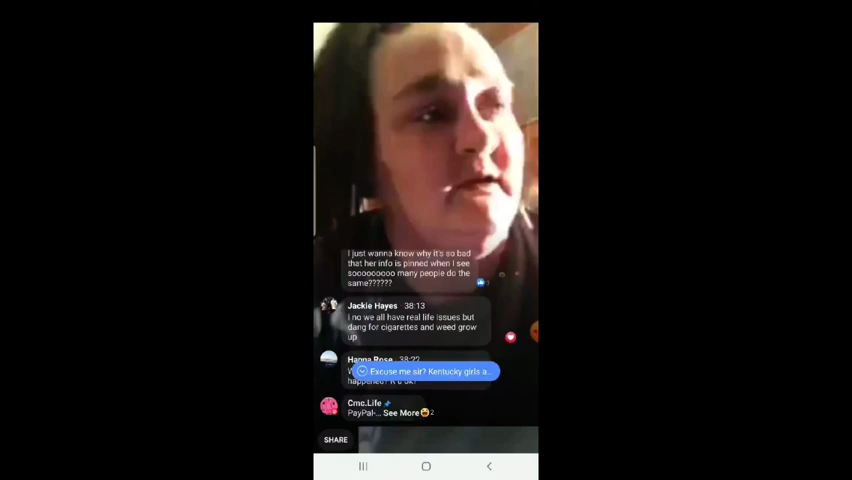 I just wanna know why it's so bad
that her info is pinned when I see
sooooooooo many people do the
same??????
Jackie Hayes · 38:13
I no we all have real life issues but
dang for cigarettes and weed grow
up
Hanna Rose · 38:22
Excuse me sir? Kentucky girls a...
happened? R u ok?
Cmc.Life
PayPal-... See More 2
SHARE